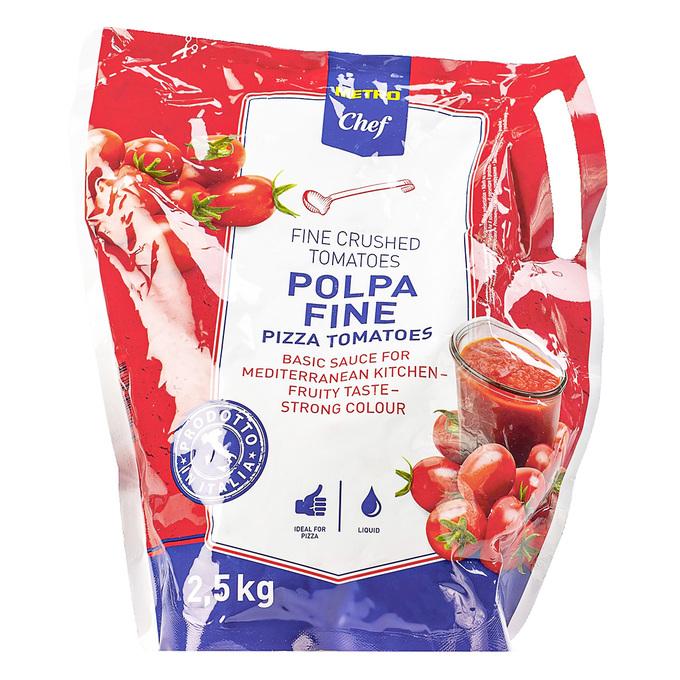 METRO
Chef
FINE CRUSHED
TOMATOES
POLPA
FINE
PIZZA TOMATOES
BASIC SAUCE FOR
MEDITERRANEAN KITCHEN–
FRUITY TASTE–
STRONG COLOUR
PRODOTTO
IN ITALIA
IDEAL FOR
PIZZA
LIQUID
2,5 kg